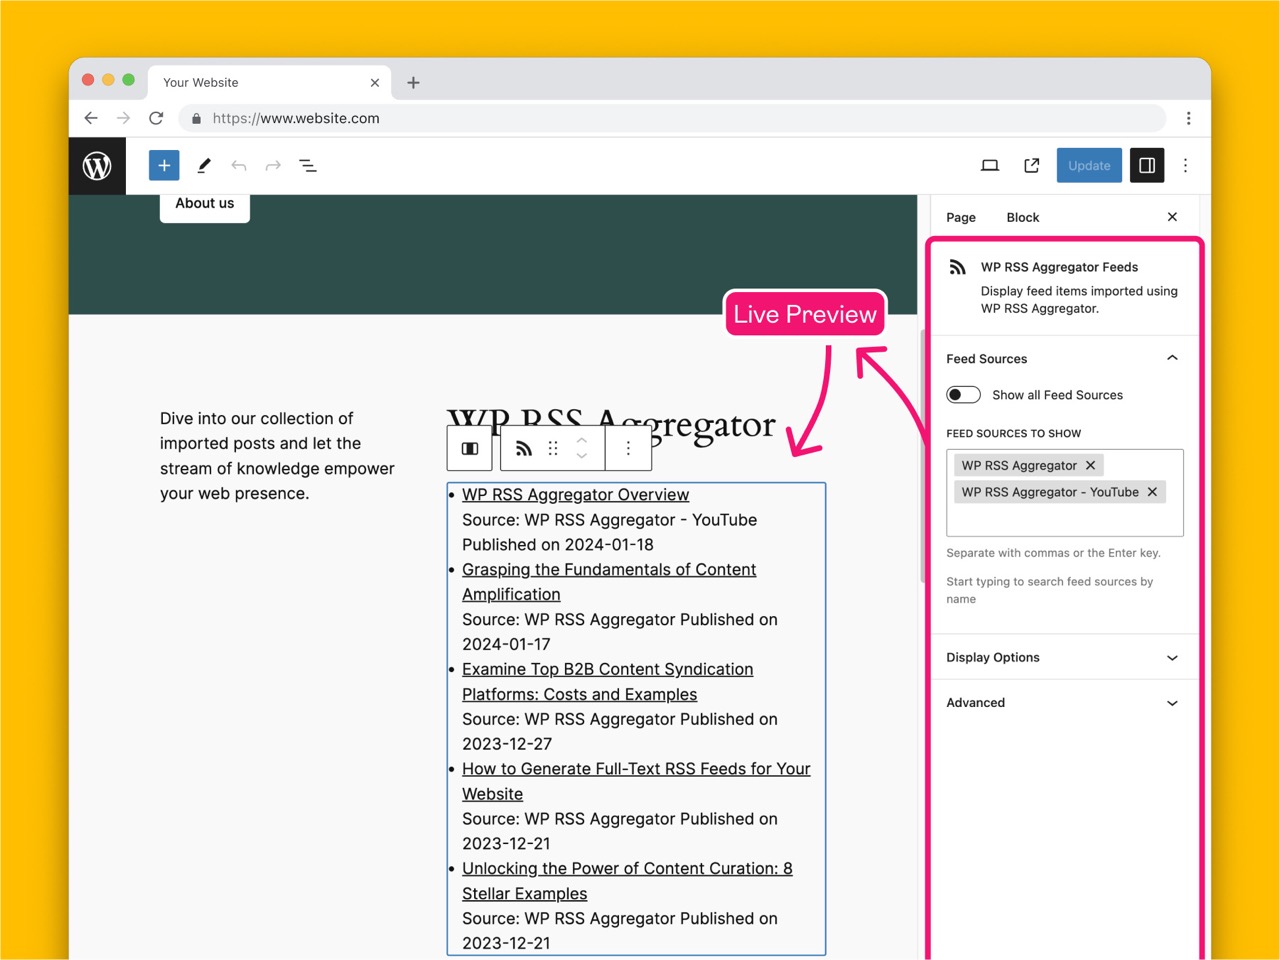 Your Website
https://www.website.com
Update
About us
Page
Block
WP RSS Aggregator Feeds
Display feed items imported using
WP RSS Aggregator.
Live Preview
Feed Sources
Show all Feed Sources
FEED SOURCES TO SHOW
WP RSS Aggregator
WP RSS Aggregator - YouTube
Separate with commas or the Enter key.
Start typing to search feed sources by
name
Display Options
Advanced
Dive into our collection of
imported posts and let the
stream of knowledge empower
your web presence.
WP RSS Aggregator
• WP RSS Aggregator Overview
Source: WP RSS Aggregator - YouTube
Published on 2024-01-18
• Grasping the Fundamentals of Content
Amplification
Source: WP RSS Aggregator Published on
2024-01-17
• Examine Top B2B Content Syndication
Platforms: Costs and Examples
Source: WP RSS Aggregator Published on
2023-12-27
• How to Generate Full-Text RSS Feeds for Your
Website
Source: WP RSS Aggregator Published on
2023-12-21
• Unlocking the Power of Content Curation: 8
Stellar Examples
Source: WP RSS Aggregator Published on
2023-12-21